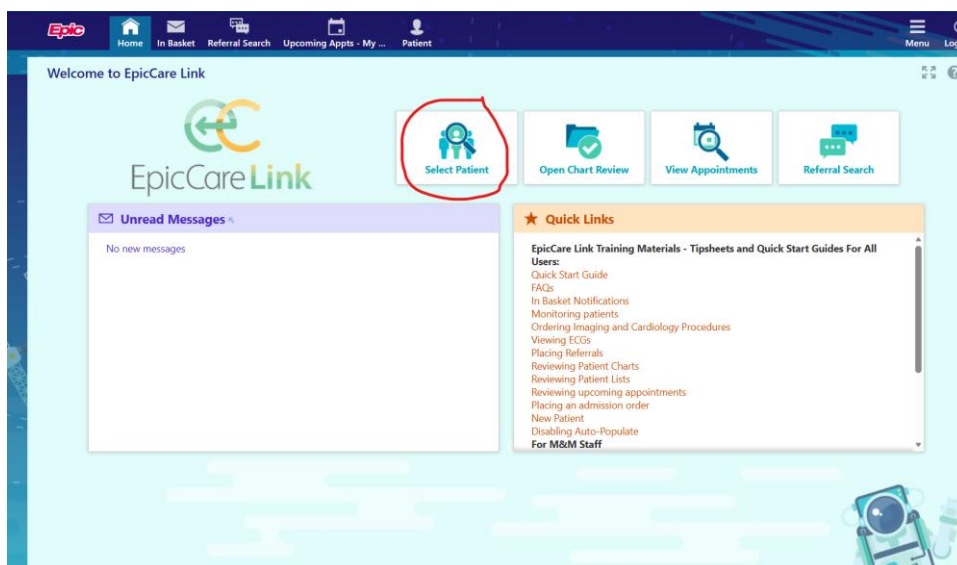 Epic
Home
In Basket
Referral Search
Upcoming Appts - My ...
Patient
Menu
Log
Welcome to EpicCare Link
EpicCare Link
Select Patient
Open Chart Review
View Appointments
Referral Search
Unread Messages
No new messages
Quick Links
EpicCare Link Training Materials - Tipsheets and Quick Start Guides For All
Users:
Quick Start Guide
FAQs
In Basket Notifications
Monitoring patients
Ordering Imaging and Cardiology Procedures
Viewing ECGs
Placing Referrals
Reviewing Patient Charts
Reviewing Patient Lists
Reviewing upcoming appointments
Placing an admission order
New Patient
Disabling Auto-Populate
For M&M Staff